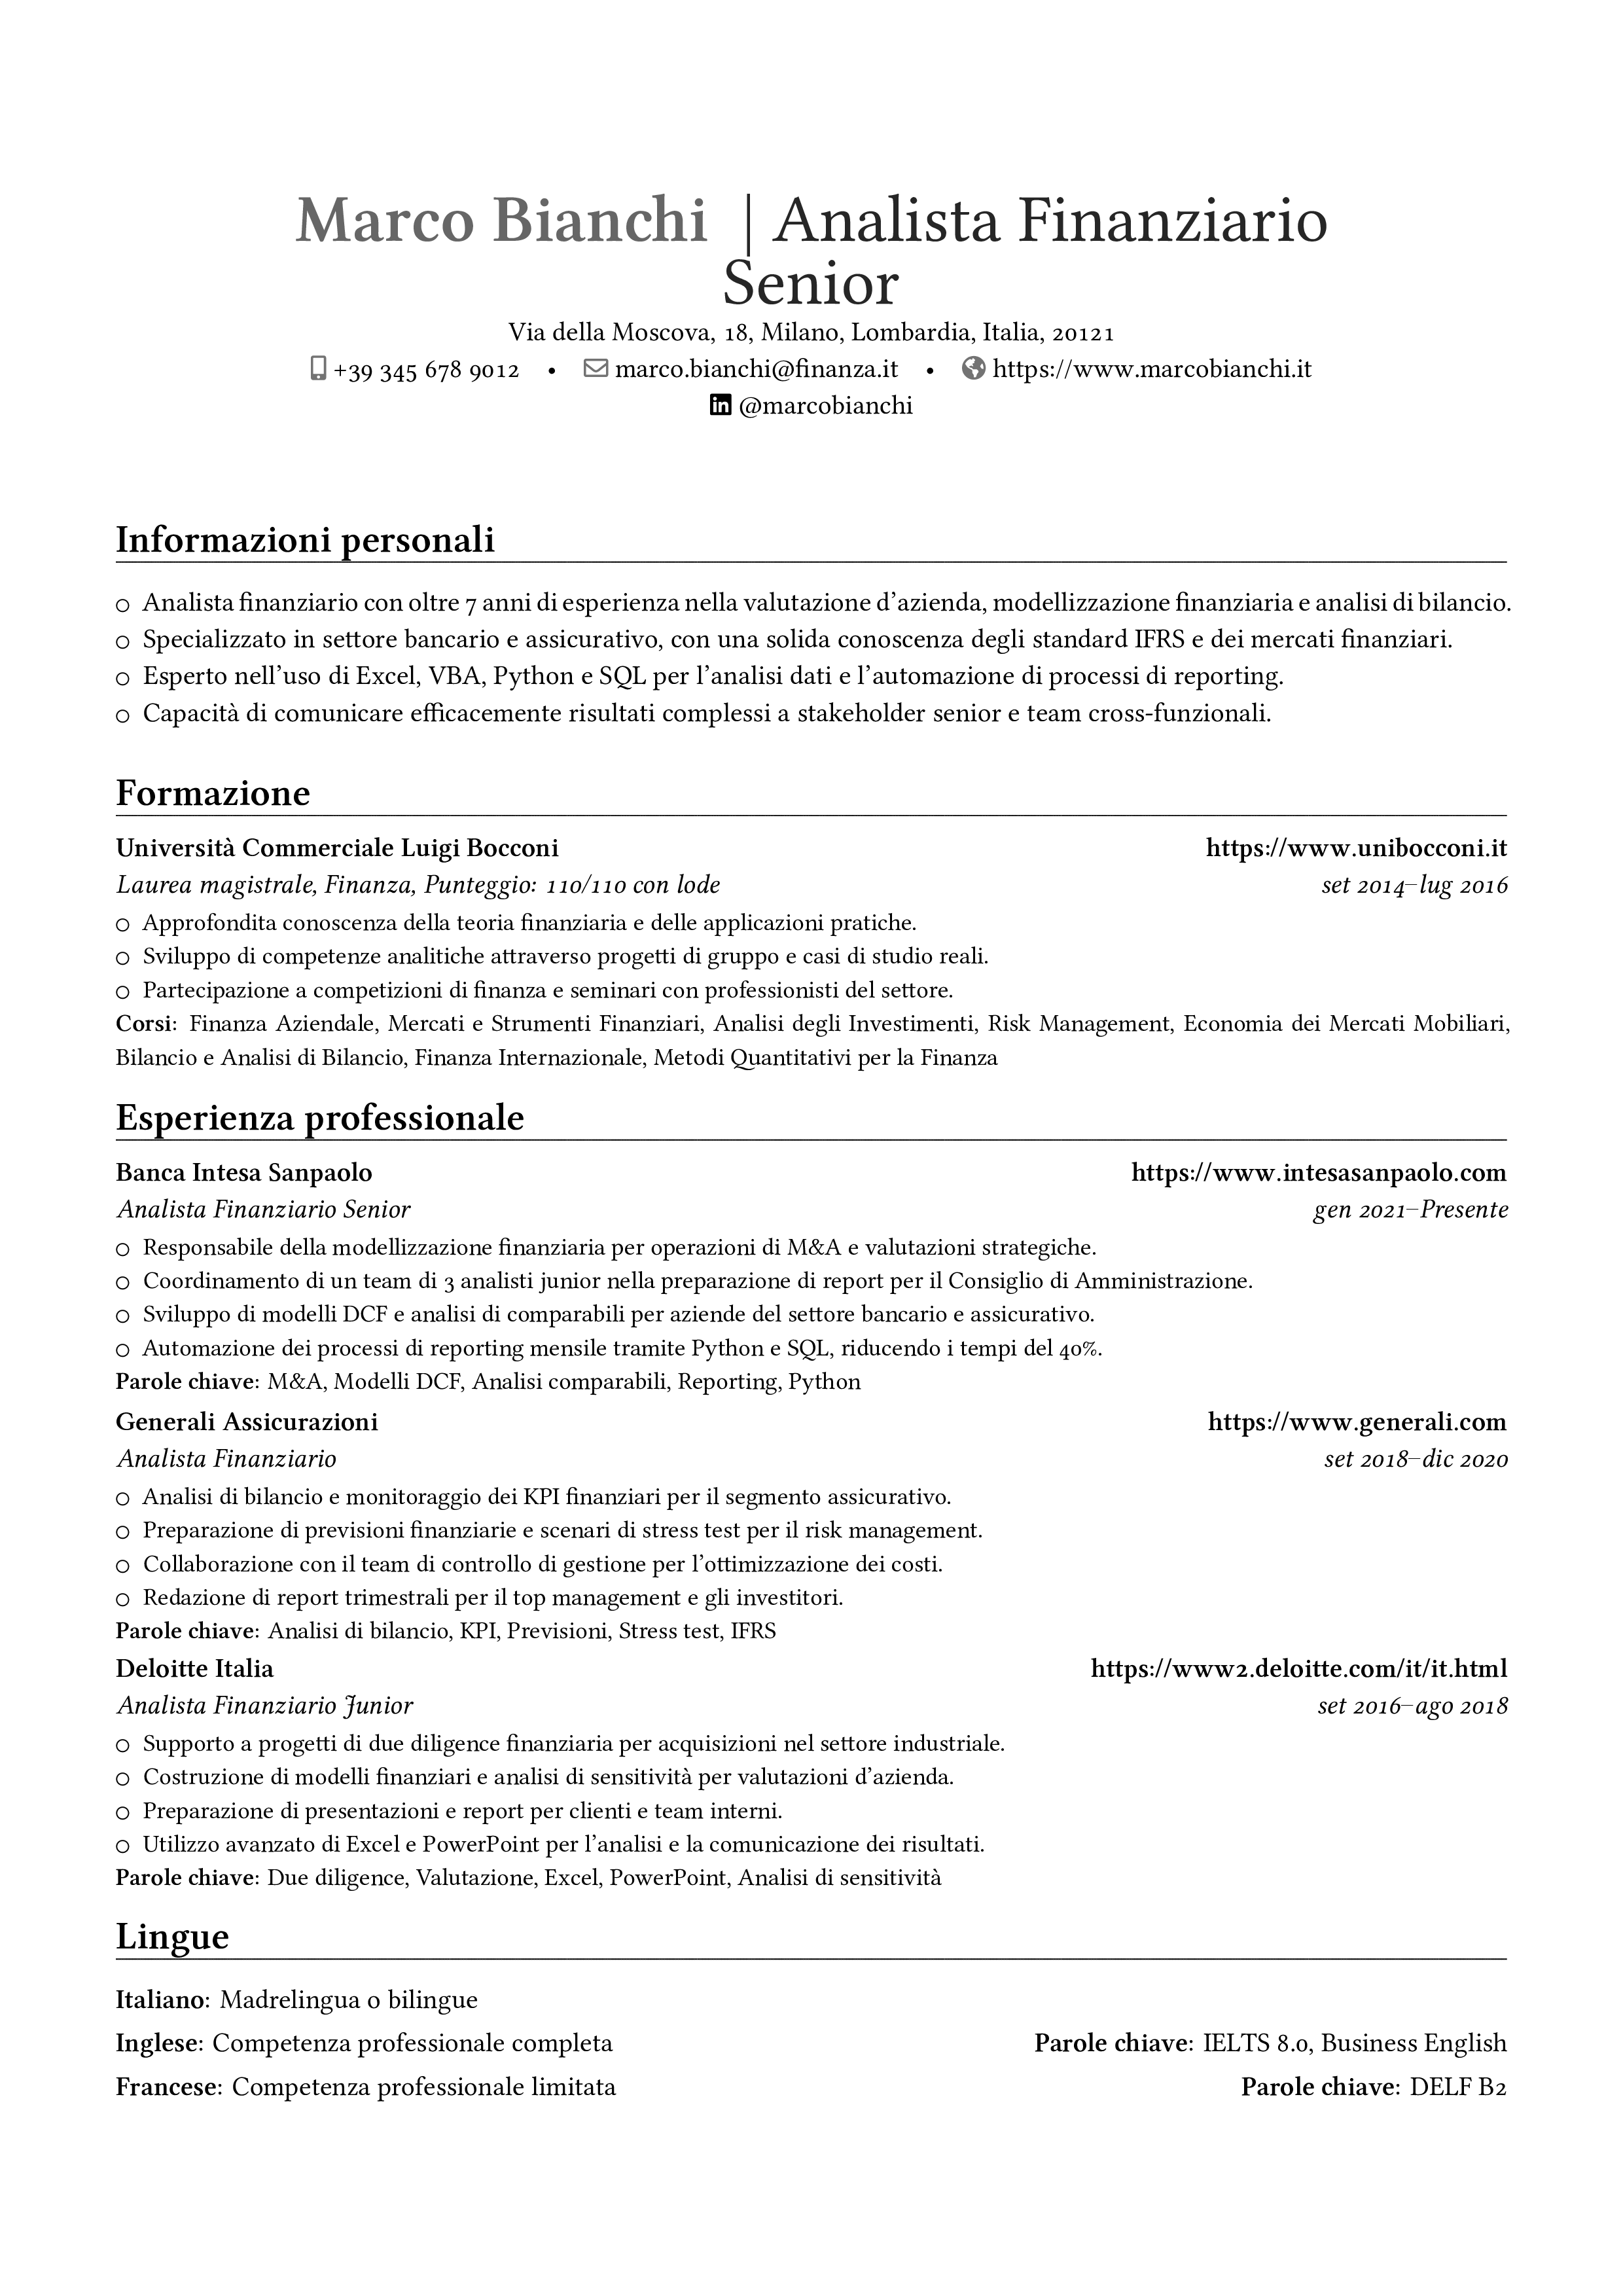 Marco Bianchi | Analista Finanziario
Senior
Via della Moscova, 18, Milano, Lombardia, Italia, 20121
+39 345 678 9012 • marco.bianchi@finanza.it • https://www.marcobianchi.it
@marcobianchi
Informazioni personali
Analista finanziario con oltre 7 anni di esperienza nella valutazione d’azienda, modellizzazione finanziaria e analisi di bilancio.
Specializzato in settore bancario e assicurativo, con una solida conoscenza degli standard IFRS e dei mercati finanziari.
Esperto nell’uso di Excel, VBA, Python e SQL per l’analisi dati e l’automazione di processi di reporting.
Capacità di comunicare efficacemente risultati complessi a stakeholder senior e team cross-funzionali.
Formazione
Università Commerciale Luigi Bocconi https://www.unibocconi.it
Laurea magistrale, Finanza, Punteggio: 110/110 con lode set 2014–lug 2016
Approfondita conoscenza della teoria finanziaria e delle applicazioni pratiche.
Sviluppo di competenze analitiche attraverso progetti di gruppo e casi di studio reali.
Partecipazione a competizioni di finanza e seminari con professionisti del settore.
Corsi: Finanza Aziendale, Mercati e Strumenti Finanziari, Analisi degli Investimenti, Risk Management, Economia dei Mercati Mobiliari,
Bilancio e Analisi di Bilancio, Finanza Internazionale, Metodi Quantitativi per la Finanza
Esperienza professionale
Banca Intesa Sanpaolo https://www.intesasanpaolo.com
Analista Finanziario Senior gen 2021–Presente
Responsabile della modellizzazione finanziaria per operazioni di M&A e valutazioni strategiche.
Coordinamento di un team di 3 analisti junior nella preparazione di report per il Consiglio di Amministrazione.
Sviluppo di modelli DCF e analisi di comparabili per aziende del settore bancario e assicurativo.
Automazione dei processi di reporting mensile tramite Python e SQL, riducendo i tempi del 40%.
Parole chiave: M&A, Modelli DCF, Analisi comparabili, Reporting, Python
Generali Assicurazioni https://www.generali.com
Analista Finanziario set 2018–dic 2020
Analisi di bilancio e monitoraggio dei KPI finanziari per il segmento assicurativo.
Preparazione di previsioni finanziarie e scenari di stress test per il risk management.
Collaborazione con il team di controllo di gestione per l’ottimizzazione dei costi.
Redazione di report trimestrali per il top management e gli investitori.
Parole chiave: Analisi di bilancio, KPI, Previsioni, Stress test, IFRS
Deloitte Italia https://www2.deloitte.com/it/it.html
Analista Finanziario Junior set 2016–ago 2018
Supporto a progetti di due diligence finanziaria per acquisizioni nel settore industriale.
Costruzione di modelli finanziari e analisi di sensitività per valutazioni d’azienda.
Preparazione di presentazioni e report per clienti e team interni.
Utilizzo avanzato di Excel e PowerPoint per l’analisi e la comunicazione dei risultati.
Parole chiave: Due diligence, Valutazione, Excel, PowerPoint, Analisi di sensitività
Lingue
Italiano: Madrelingua o bilingue
Inglese: Competenza professionale completa Parole chiave: IELTS 8.0, Business English
Francese: Competenza professionale limitata Parole chiave: DELF B2